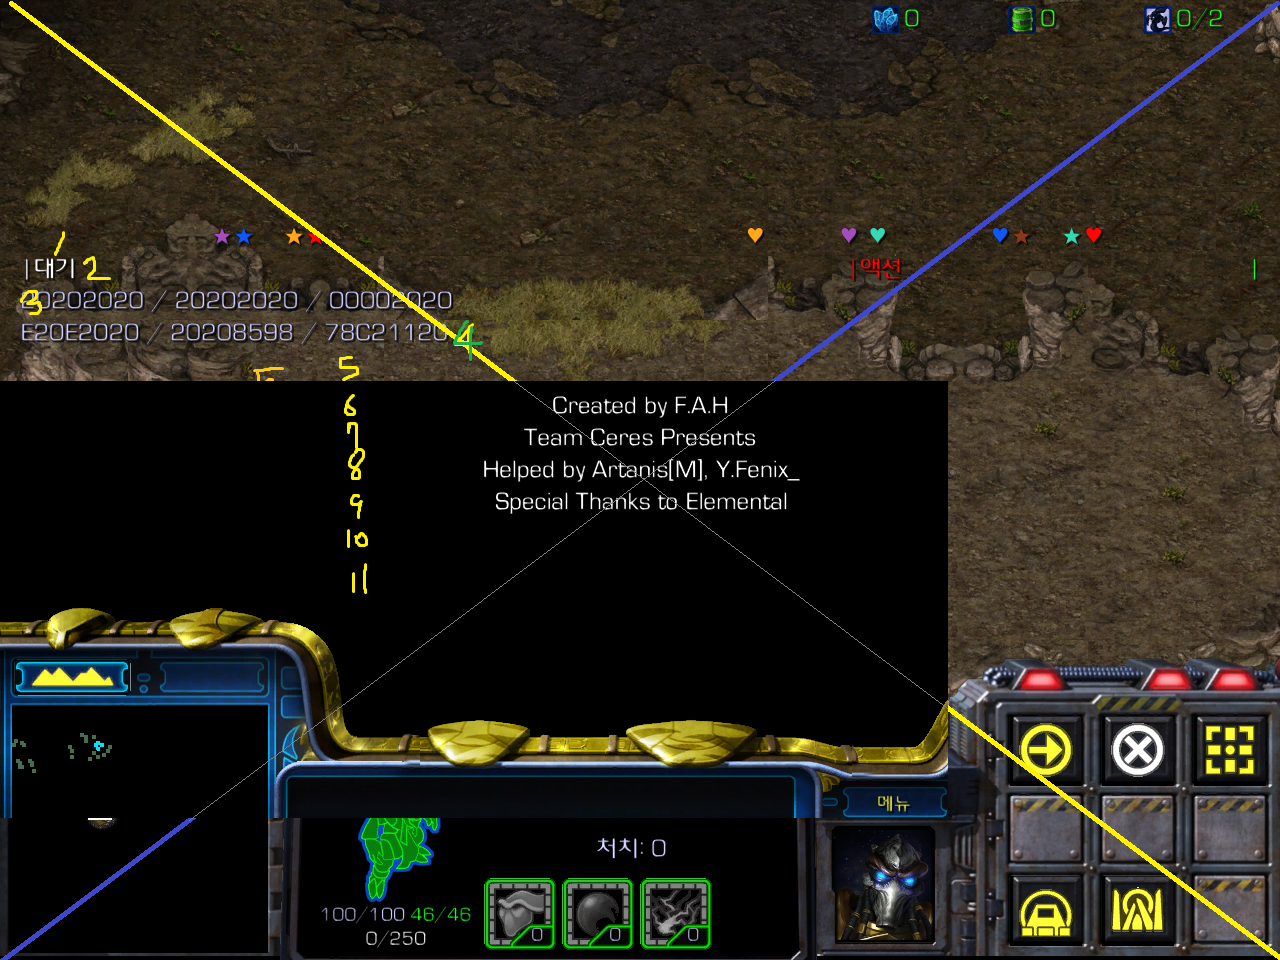 0 0 0/2
1
|대기 2 |액션 |
3
20202020 / 20202020 / 00002020
E20E2020 / 20208598 / 78C21120 4
5
6
7
8
9
10
11
Created by F.A.H
Team Ceres Presents
Helped by Artanis[M], Y.Fenix_
Special Thanks to Elemental
메뉴
처치: 0
100/100 46/46
0/250
0 0 0